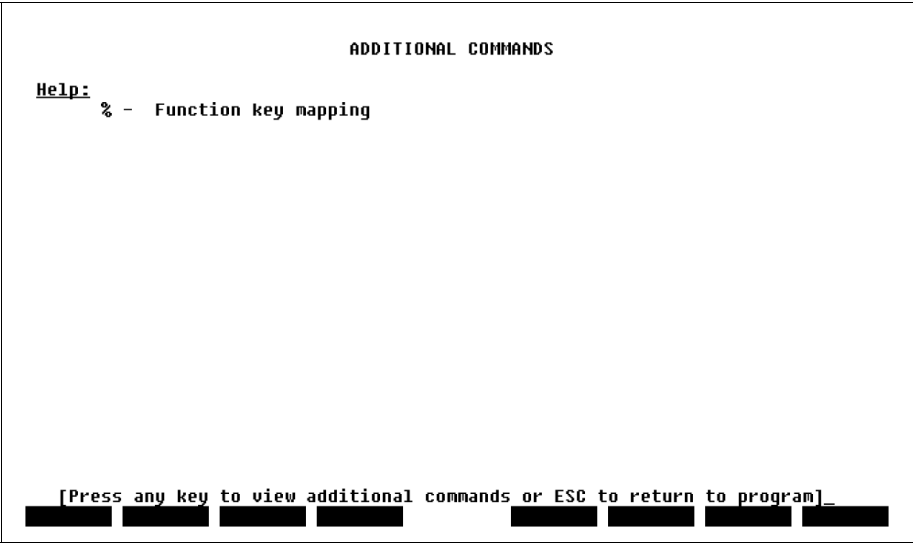 ADDITIONAL COMMANDS
Help:
% - Function key mapping
[Press any key to view additional commands or ESC to return to program]_